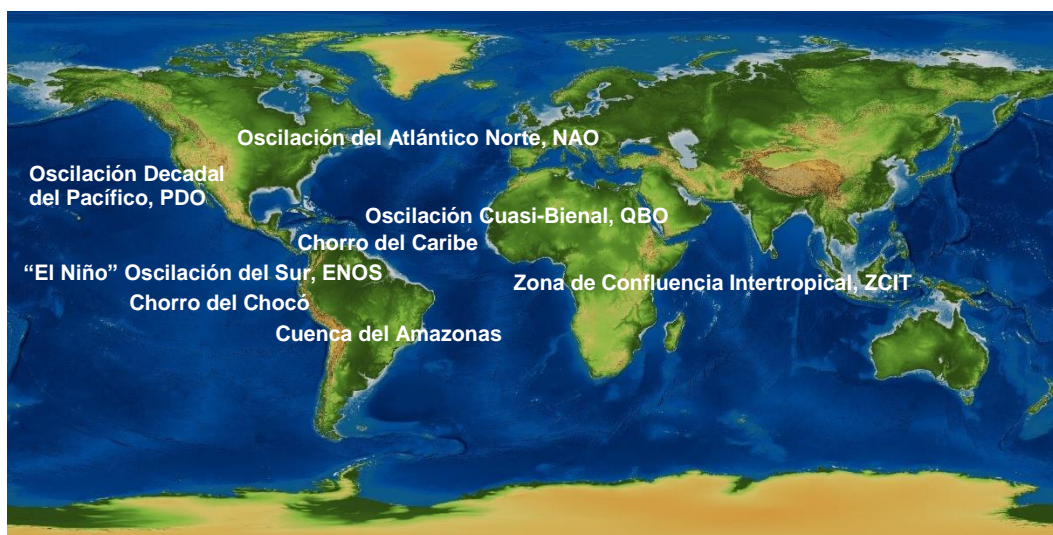 Oscilación del Atlántico Norte, NAO
Oscilación Decadal
del Pacífico, PDO
Oscilación Cuasi-Bienal, QBO
Chorro del Caribe
“El Niño” Oscilación del Sur, ENOS
Zona de Confluencia Intertropical, ZCIT
Chorro del Chocó
Cuenca del Amazonas